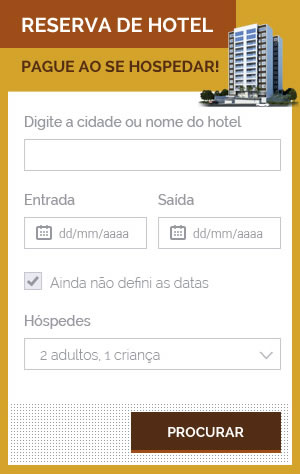 RESERVA DE HOTEL
PAGUE AO SE HOSPEDAR!
Digite a cidade ou nome do hotel
Entrada Saída
dd/mm/aaaa dd/mm/aaaa
Ainda não defini as datas
Hóspedes
2 adultos, 1 criança
PROCURAR